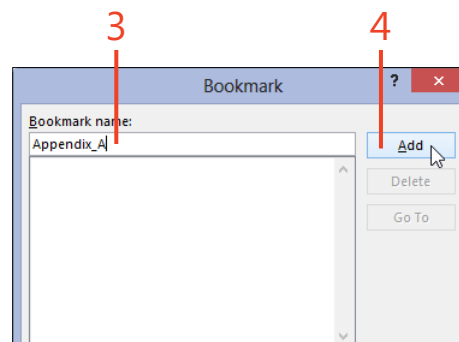 3 4
Bookmark ? ×
Bookmark name:
Appendix_A
Add
Delete
Go To